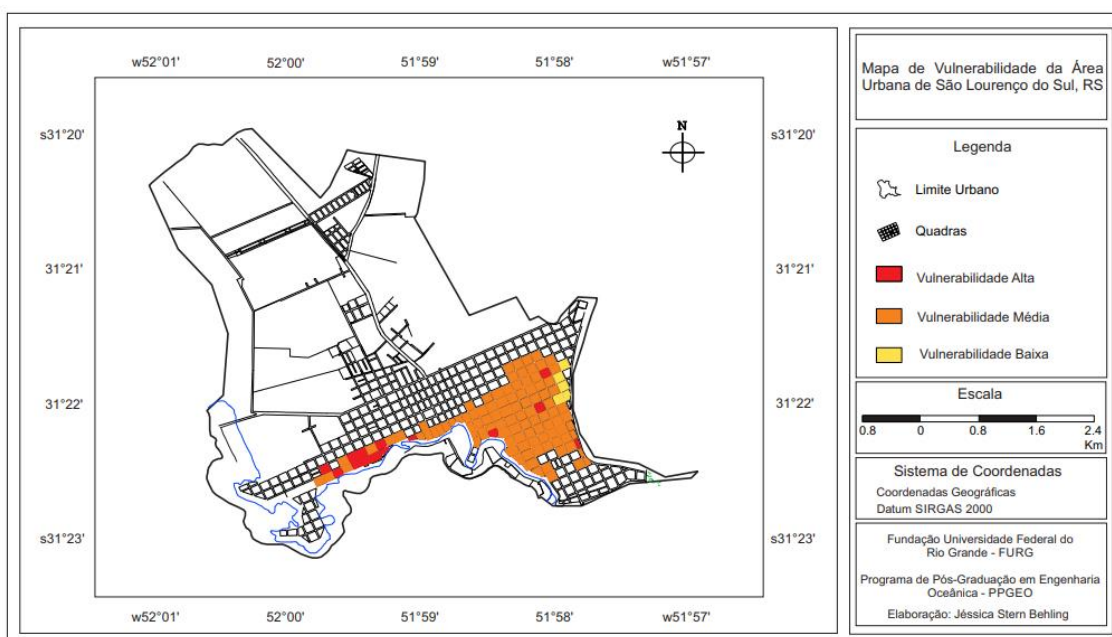 w52°01' 52°00' 51°59' 51°58' w51°57'
s31°20' s31°20'
N
31°21' 31°21'
31°22' 31°22'
s31°23' s31°23'
w52°01' 52°00' 51°59' 51°58' w51°57'
Mapa de Vulnerabilidade da Área
Urbana de São Lourenço do Sul, RS
Legenda
Limite Urbano
Quadras
Vulnerabilidade Alta
Vulnerabilidade Média
Vulnerabilidade Baixa
Escala
0.8 0 0.8 1.6 2.4
Km
Sistema de Coordenadas
Coordenadas Geográficas
Datum SIRGAS 2000
Fundação Universidade Federal do
Rio Grande - FURG
Programa de Pós-Graduação em Engenharia
Oceânica - PPGEO
Elaboração: Jéssica Stern Behling